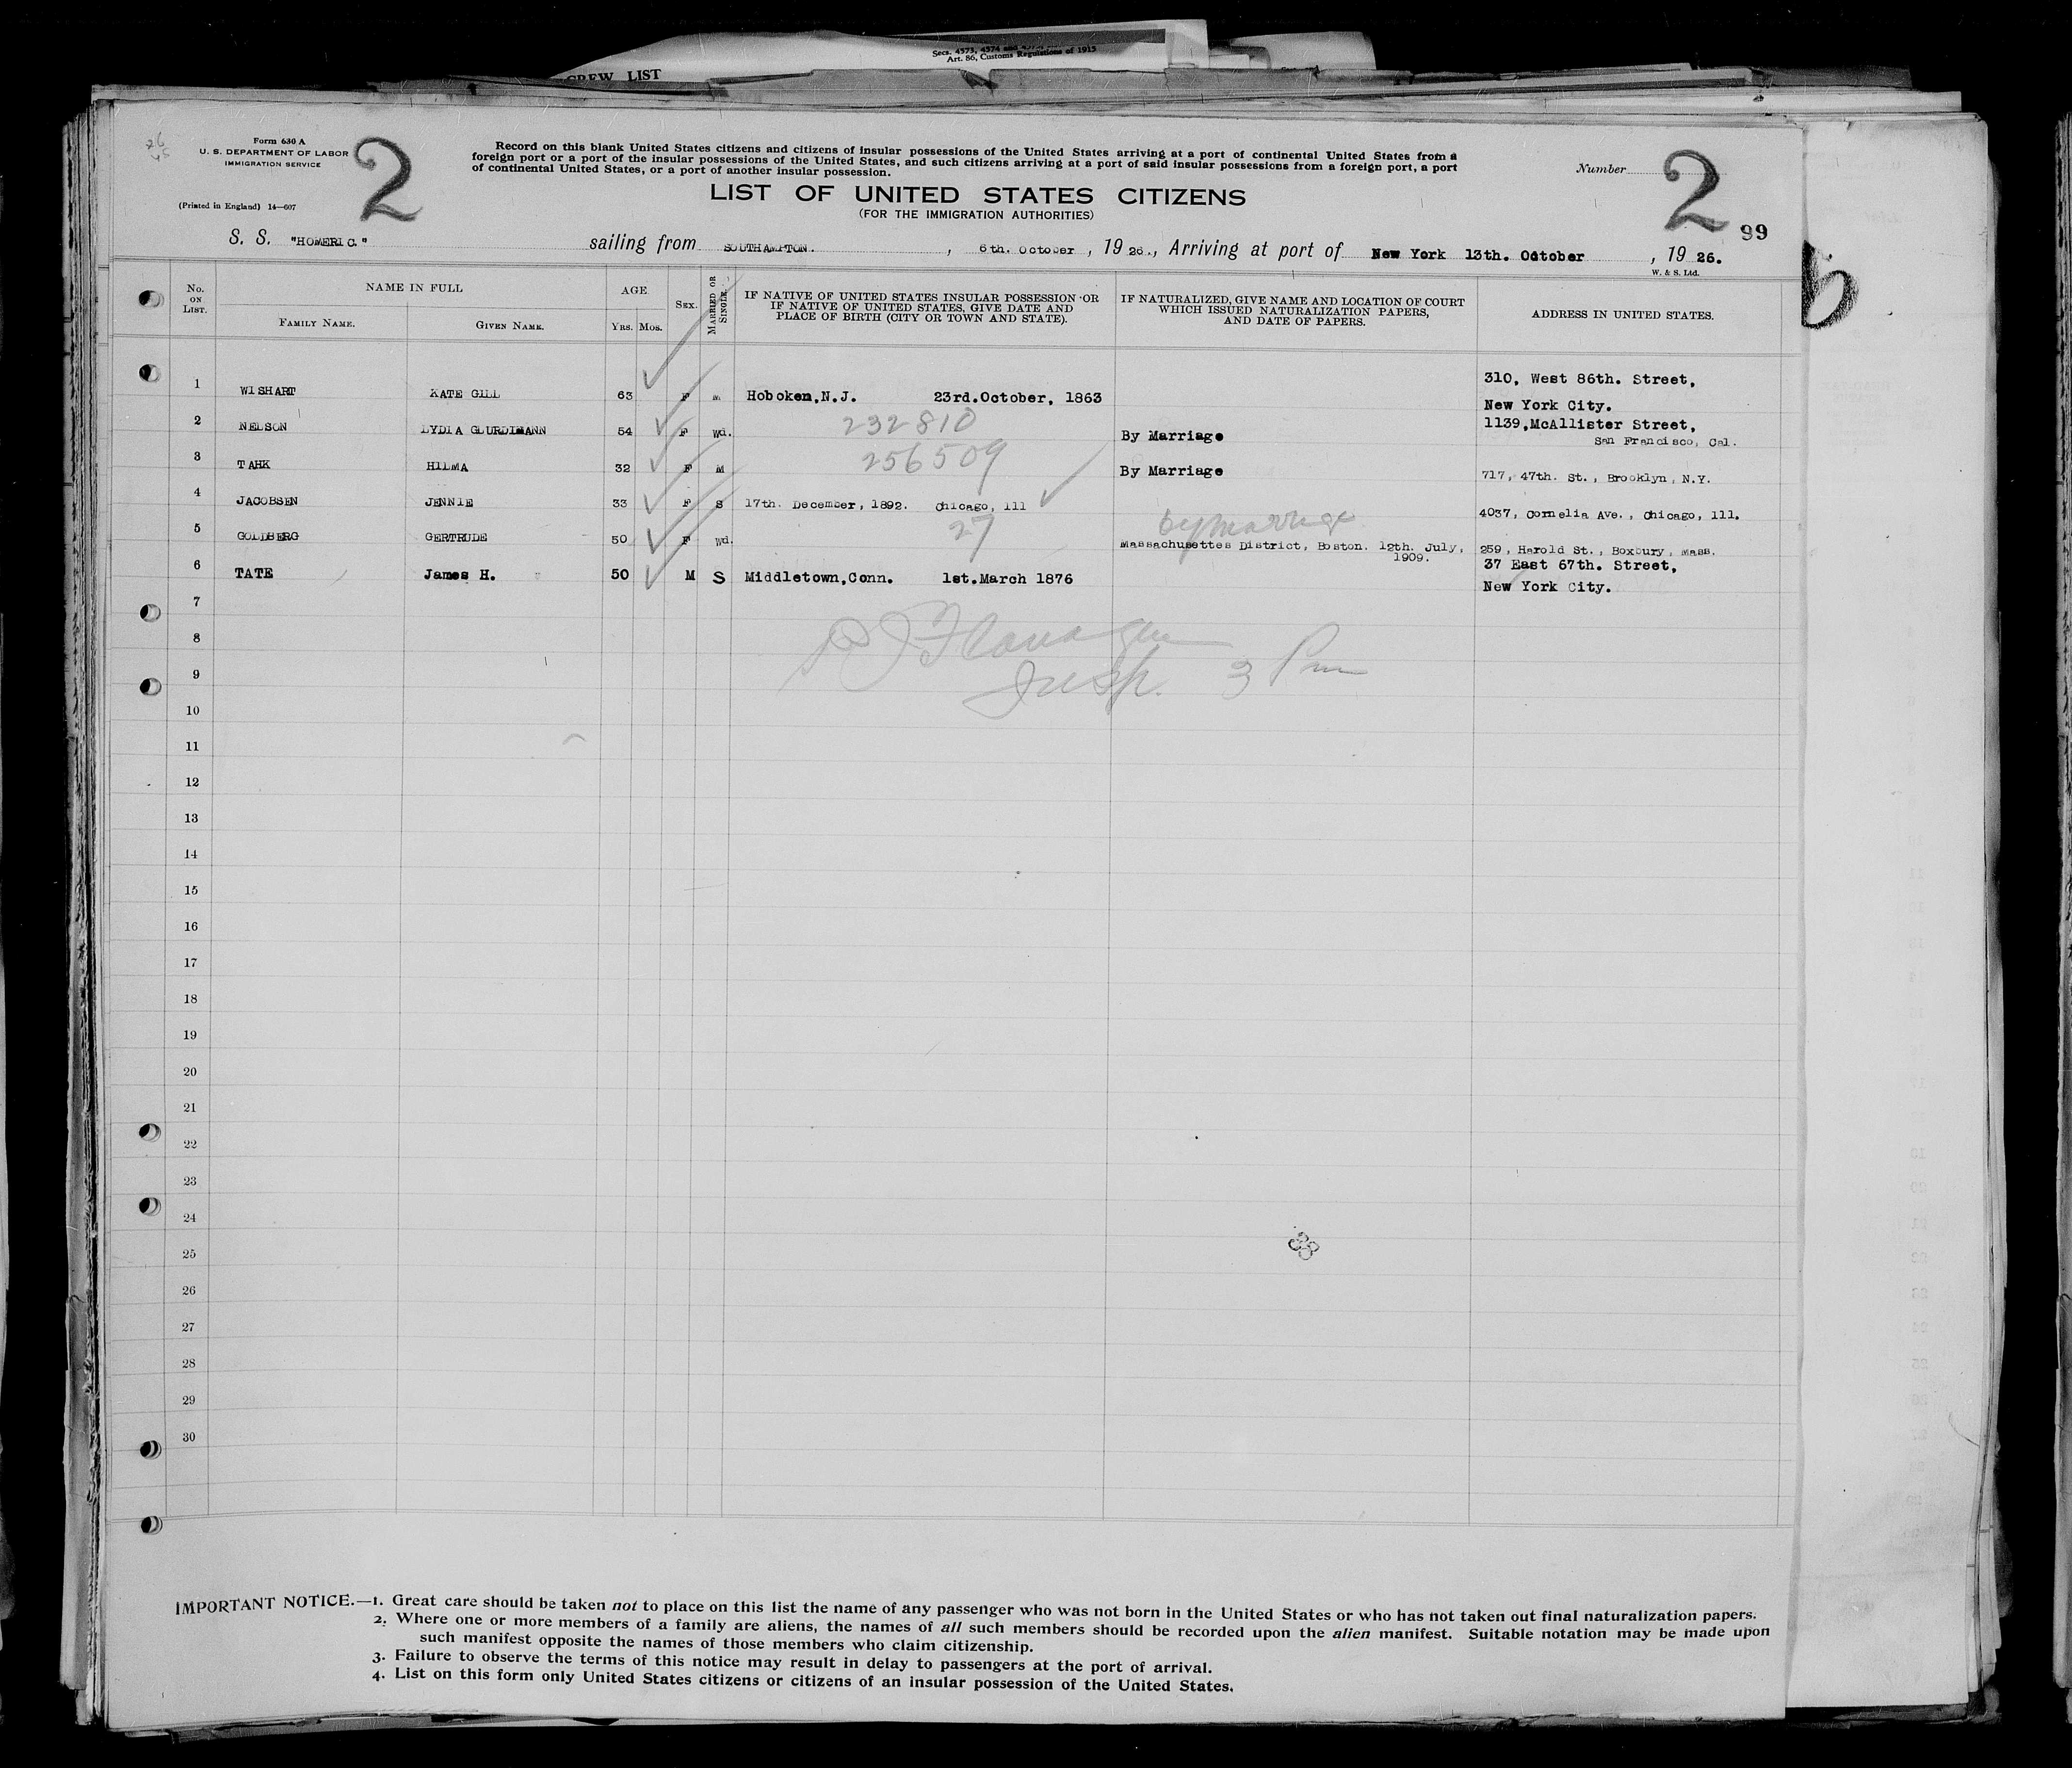 Secs. 4573, 4574 and
Art. 86, Customs Regulations of 1915
CREW LIST
Form 630 A
U. S. DEPARTMENT OF LABOR
IMMIGRATION SERVICE
(Printed in England) 14—607
2
Record on this blank United States citizens and citizens of insular possessions of the United States arriving at a port of continental United States from a
foreign port or a port of the insular possessions of the United States, and such citizens arriving at a port of said insular possessions from a foreign port, a port
of continental United States, or a port of another insular possession.
Number
2
99
LIST OF UNITED STATES CITIZENS
(FOR THE IMMIGRATION AUTHORITIES)
S. S. "HOMERIC." sailing from SOUTHAMPTON. , 6th. October , 19 26., Arriving at port of New York 13th. October , 19 26.
W. & S. Ltd.
No. ON LIST. NAME IN FULL FAMILY NAME. GIVEN NAME. AGE YRS. MOS. SEX. MARRIED OR SINGLE. IF NATIVE OF UNITED STATES INSULAR POSSESSION OR IF NATIVE OF UNITED STATES, GIVE DATE AND PLACE OF BIRTH (CITY OR TOWN AND STATE). IF NATURALIZED, GIVE NAME AND LOCATION OF COURT WHICH ISSUED NATURALIZATION PAPERS, AND DATE OF PAPERS. ADDRESS IN UNITED STATES.
1 WISHART KATE GILL 63 F M Hoboken,N.J. 23rd.October, 1863 310, West 86th. Street,
New York City.
2 NELSON LYDIA 54 F Wd. 232810 By Marriage 1139,McAllister Street,
San Francisco, Cal.
3 TAHK HILMA 32 F M 256509 By Marriage 717, 47th. St., Brooklyn, N.Y.
4 JACOBSEN JENNIE 33 F S 17th. December, 1892. Chicago, Ill 4037, Cornelia Ave., Chicago, Ill.
27 by marriage
5 GOLDBERG GERTRUDE 50 F Wd. Massachusettes District, Boston. 12th. July, 1909. 259, Harold St., Boxbury, Mass.
6 TATE James H. 50 M S Middletown,Conn. 1st.March 1876 37 East 67th. Street,
New York City.
7
8 Flanagan
9 Insp. 3 Pm
10
11
12
13
14
15
16
17
18
19
20
21
22
23
24
25
26
27
28
29
30
IMPORTANT NOTICE.—1. Great care should be taken not to place on this list the name of any passenger who was not born in the United States or who has not taken out final naturalization papers.
2. Where one or more members of a family are aliens, the names of all such members should be recorded upon the alien manifest. Suitable notation may be made upon
such manifest opposite the names of those members who claim citizenship.
3. Failure to observe the terms of this notice may result in delay to passengers at the port of arrival.
4. List on this form only United States citizens or citizens of an insular possession of the United States.